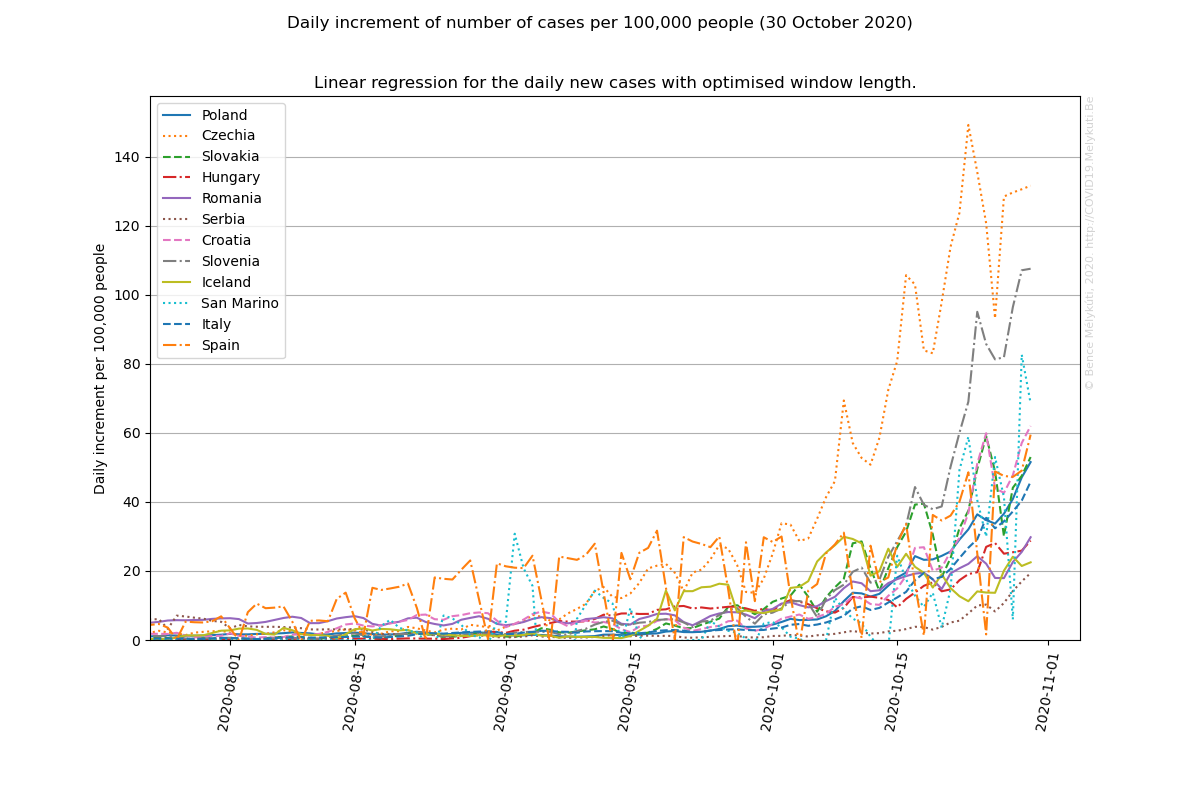 Daily increment of number of cases per 100,000 people (30 October 2020)
Linear regression for the daily new cases with optimised window length.
Poland
Czechia
Slovakia
Hungary
Romania
Serbia
Croatia
Slovenia
Iceland
San Marino
Italy
Spain
Daily increment per 100,000 people
140
120
100
80
60
40
20
0
2020-08-01
2020-08-15
2020-09-01
2020-09-15
2020-10-01
2020-10-15
2020-11-01
© Bence Mélykúti, 2020. http://COVID19.Melykuti.Be